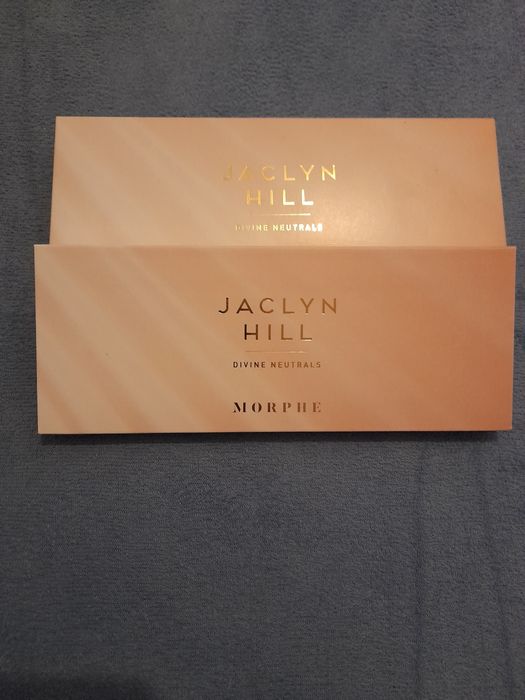 JACLYN
HILL
DIVINE NEUTRALS
JACLYN
HILL
DIVINE NEUTRALS
MORPHE